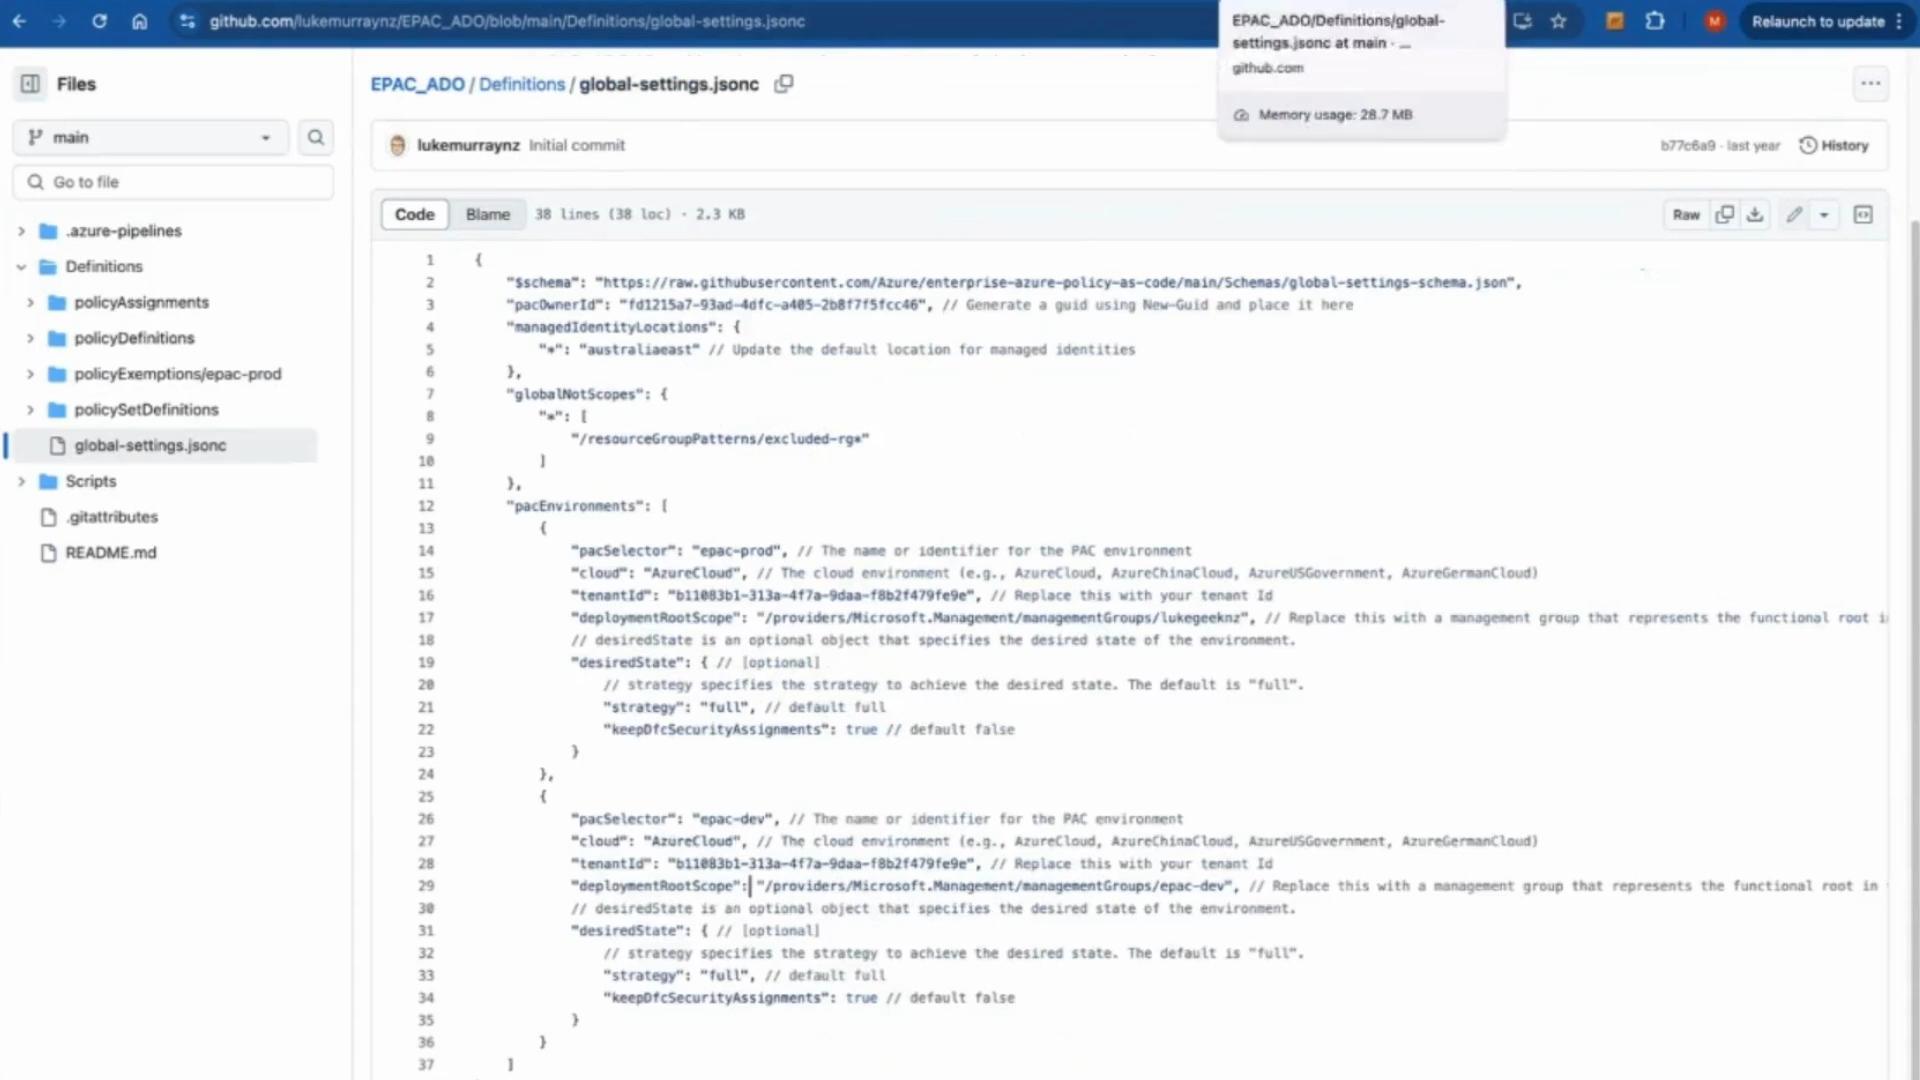 github.com/lukemurraynz/EPAC_ADO/blob/main/Definitions/global-settings.jsonc
EPAC_ADO/Definitions/global-
settings.jsonc at main - ...
github.com
Memory usage: 28.7 MB
M
Relaunch to update
Files
main
Go to file
.azure-pipelines
Definitions
policyAssignments
policyDefinitions
policyExemptions/epac-prod
policySetDefinitions
global-settings.jsonc
Scripts
.gitattributes
README.md
EPAC_ADO / Definitions / global-settings.jsonc
lukemurraynz Initial commit
b77c6a9 · last year
History
Code
Blame
38 lines (38 loc) · 2.3 KB
Raw
1 {
2 "$schema": "https://raw.githubusercontent.com/Azure/enterprise-azure-policy-as-code/main/Schemas/global-settings-schema.json",
3 "pacOwnerId": "fd1215a7-93ad-4dfc-a405-2b8f7f5fcc46", // Generate a guid using New-Guid and place it here
4 "managedIdentityLocations": {
5 "*": "australiaeast" // Update the default location for managed identities
6 },
7 "globalNotScopes": {
8 "*": [
9 "/resourceGroupPatterns/excluded-rg*"
10 ]
11 },
12 "pacEnvironments": [
13 {
14 "pacSelector": "epac-prod", // The name or identifier for the PAC environment
15 "cloud": "AzureCloud", // The cloud environment (e.g., AzureCloud, AzureChinaCloud, AzureUSGovernment, AzureGermanCloud)
16 "tenantId": "b11083b1-313a-4f7a-9daa-f8b2f479fe9e", // Replace this with your tenant Id
17 "deploymentRootScope": "/providers/Microsoft.Management/managementGroups/lukegeeknz", // Replace this with a management group that represents the functional root i
18 // desiredState is an optional object that specifies the desired state of the environment.
19 "desiredState": { // [optional]
20 // strategy specifies the strategy to achieve the desired state. The default is "full".
21 "strategy": "full", // default full
22 "keepDfcSecurityAssignments": true // default false
23 }
24 },
25 {
26 "pacSelector": "epac-dev", // The name or identifier for the PAC environment
27 "cloud": "AzureCloud", // The cloud environment (e.g., AzureCloud, AzureChinaCloud, AzureUSGovernment, AzureGermanCloud)
28 "tenantId": "b11083b1-313a-4f7a-9daa-f8b2f479fe9e", // Replace this with your tenant Id
29 "deploymentRootScope": "/providers/Microsoft.Management/managementGroups/epac-dev", // Replace this with a management group that represents the functional root in
30 // desiredState is an optional object that specifies the desired state of the environment.
31 "desiredState": { // [optional]
32 // strategy specifies the strategy to achieve the desired state. The default is "full".
33 "strategy": "full", // default full
34 "keepDfcSecurityAssignments": true // default false
35 }
36 }
37 ]